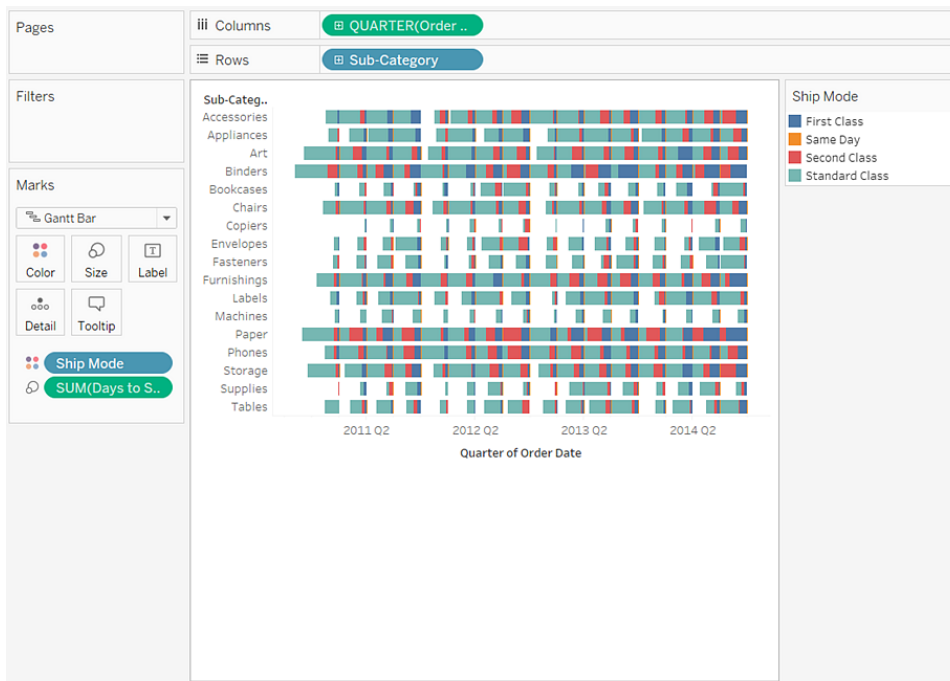 Pages
Columns
QUARTER(Order ..
Rows
Sub-Category
Filters
Marks
Gantt Bar
Color
Size
Label
Detail
Tooltip
Ship Mode
SUM(Days to S..
Sub-Categ..
Accessories
Appliances
Art
Binders
Bookcases
Chairs
Copiers
Envelopes
Fasteners
Furnishings
Labels
Machines
Paper
Phones
Storage
Supplies
Tables
2011 Q2 2012 Q2 2013 Q2 2014 Q2
Quarter of Order Date
Ship Mode
First Class
Same Day
Second Class
Standard Class